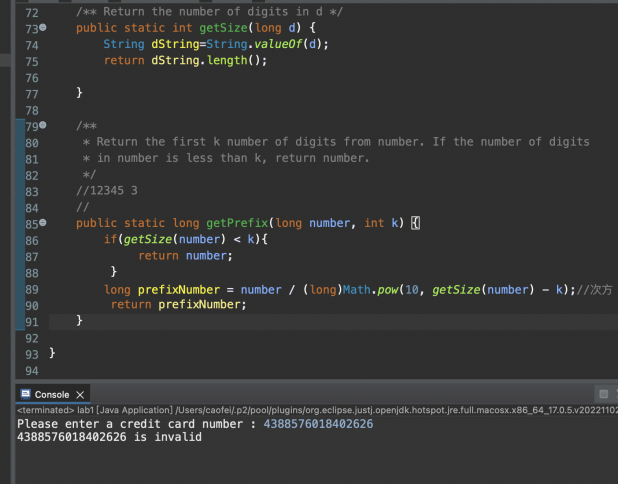 72 /** Return the number of digits in d */
73 public static int getSize(long d) {
74 String dString=String.valueOf(d);
75 return dString.length();
76
77 }
78
79 /**
80 * Return the first k number of digits from number. If the number of digits
81 * in number is less than k, return number.
82 */
83 //12345 3
84 //
85 public static long getPrefix(long number, int k) {
86 if(getSize(number) < k){
87 return number;
88 }
89 long prefixNumber = number / (long)Math.pow(10, getSize(number) - k);//次方
90 return prefixNumber;
91 }
92
93 }
94
Console
<terminated> lab1 [Java Application] /Users/caofei/.p2/pool/plugins/org.eclipse.justj.openjdk.hotspot.jre.full.macosx.x86_64_17.0.5.v20221102
Please enter a credit card number : 4388576018402626
4388576018402626 is invalid